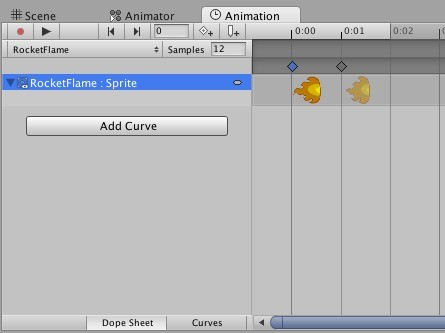 Scene Animator Animation
0 0:00 0:01 0:02
RocketFlame Samples 12
RocketFlame : Sprite
Add Curve
Dope Sheet Curves